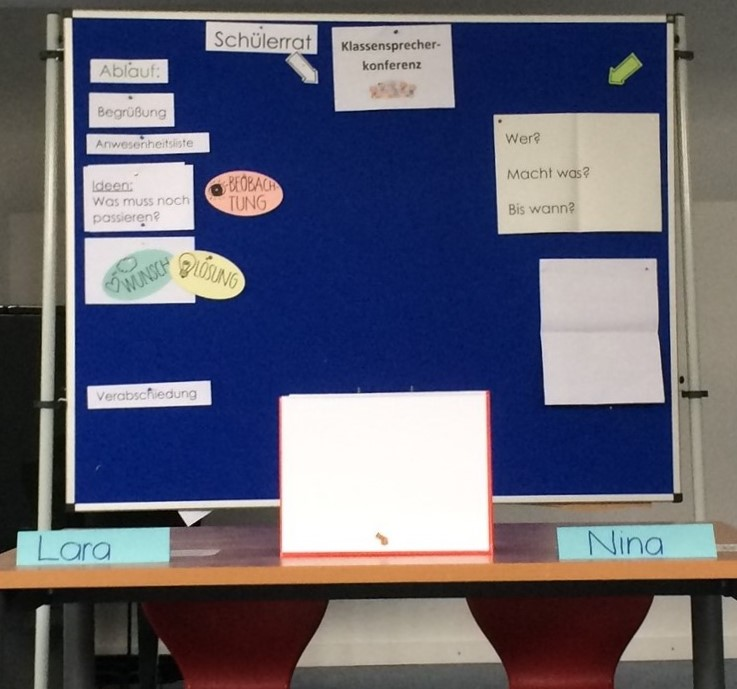 Schülerrat
Klassensprecher-
konferenz
Ablauf:
Begrüßung
Anwesenheitsliste
Ideen:
Was muss noch
passieren?
BEOBACH-
TUNG
WUNSCH
LÖSUNG
Verabschiedung
Wer?
Macht was?
Bis wann?
Lara
Nina